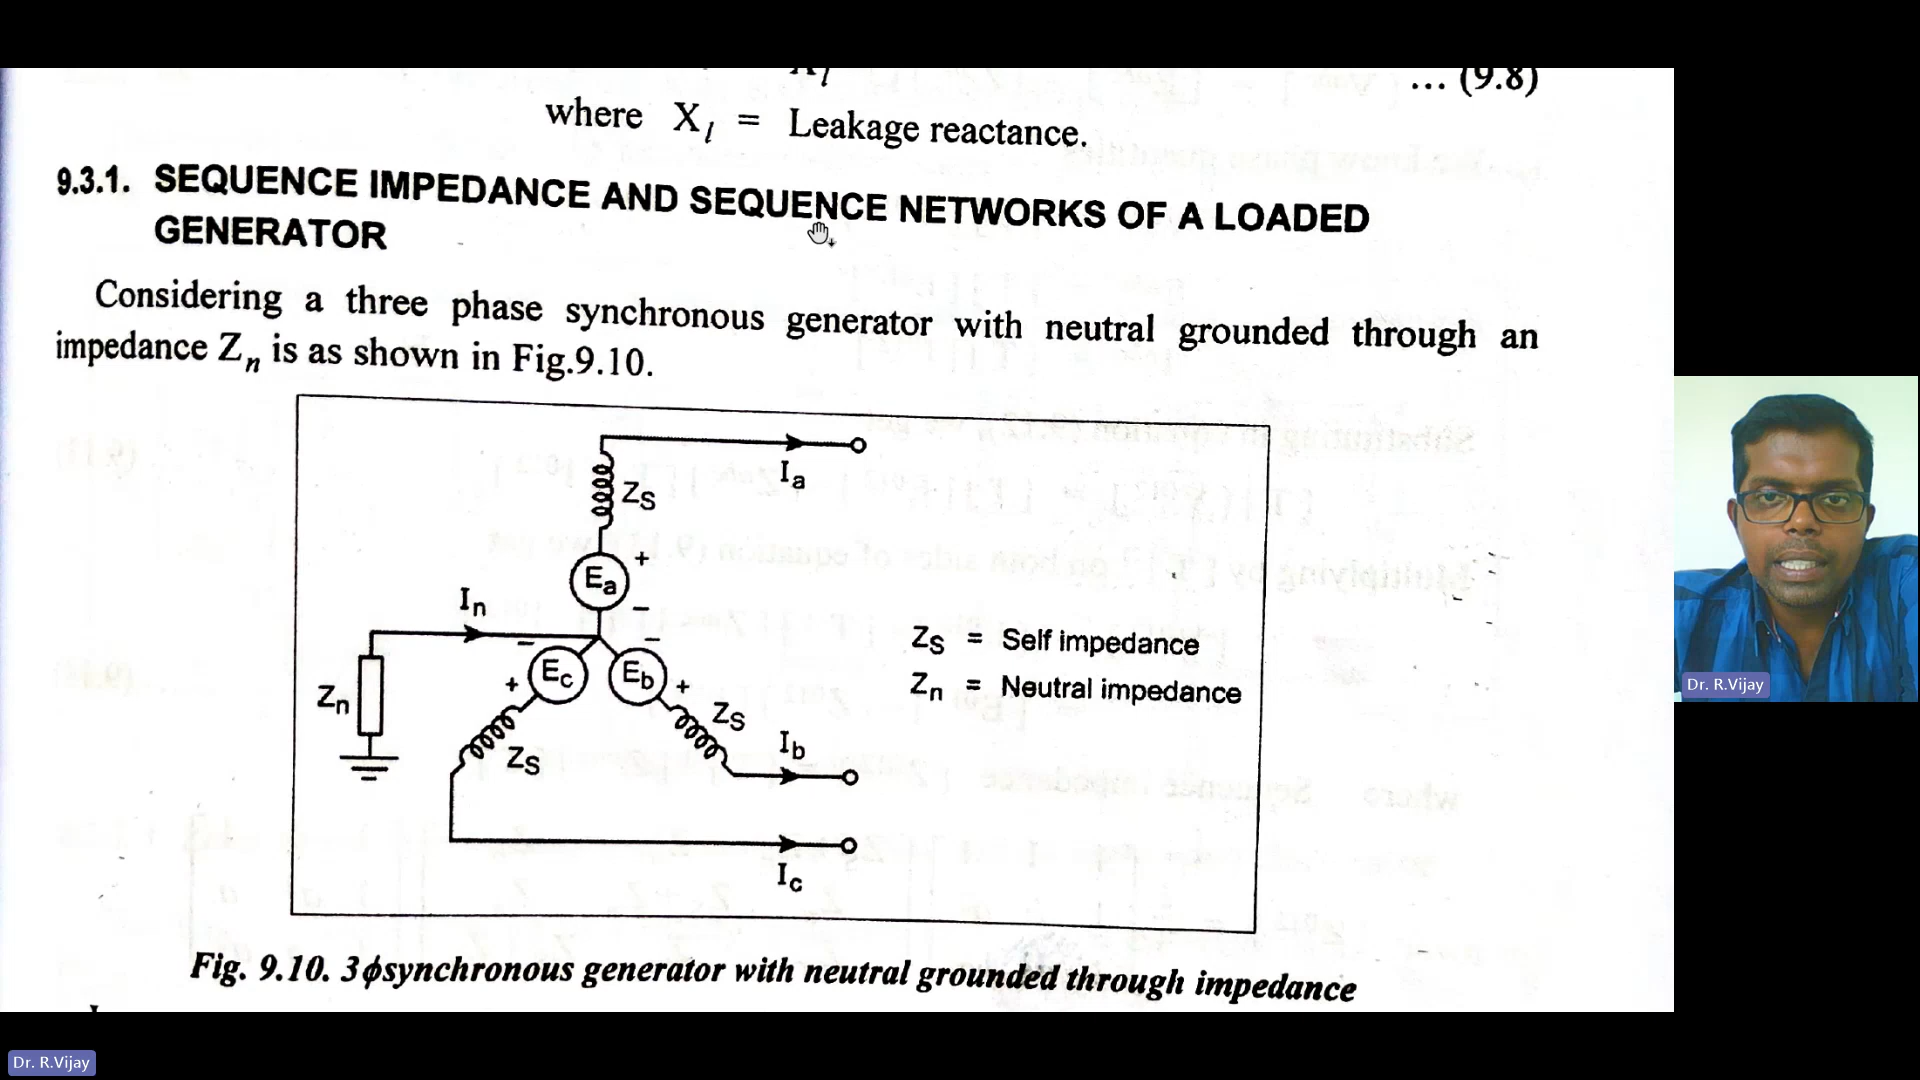 ... (9.8)
where X_l = Leakage reactance.
9.3.1. SEQUENCE IMPEDANCE AND SEQUENCE NETWORKS OF A LOADED
GENERATOR
Considering a three phase synchronous generator with neutral grounded through an
impedance Z_n is as shown in Fig.9.10.
I_a
Z_S
+
E_a
−
I_n
−
−
E_c
E_b
+
+
Z_n
Z_S
Z_S
I_b
I_c
Z_S = Self impedance
Z_n = Neutral impedance
Fig. 9.10. 3ϕsynchronous generator with neutral grounded through impedance
Dr. R.Vijay
Dr. R.Vijay